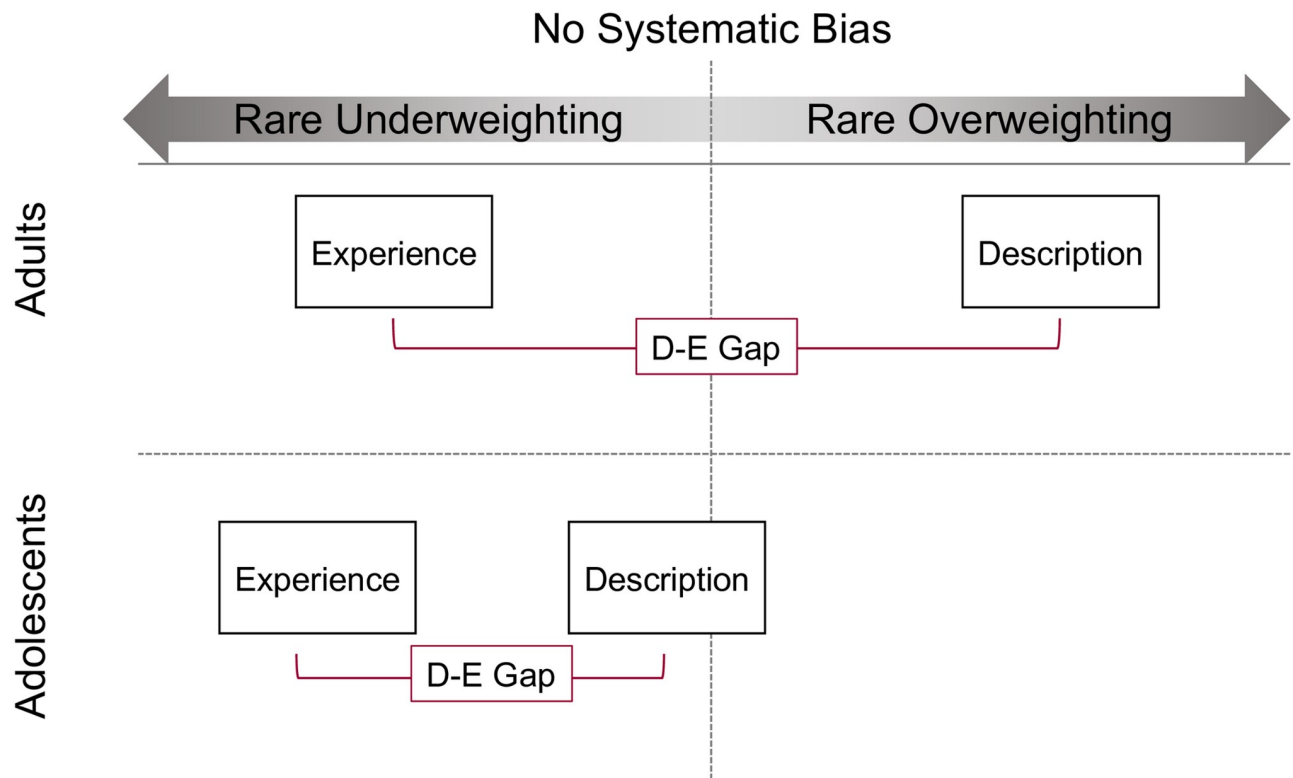 No Systematic Bias
Rare Underweighting
Rare Overweighting
Adults
Experience
Description
D-E Gap
Adolescents
Experience
Description
D-E Gap